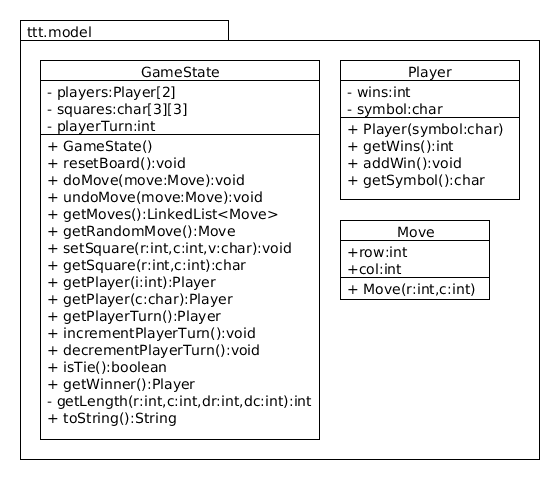 ttt.model
GameState
- players:Player[2]
- squares:char[3][3]
- playerTurn:int
+ GameState()
+ resetBoard():void
+ doMove(move:Move):void
+ undoMove(move:Move):void
+ getMoves():LinkedList<Move>
+ getRandomMove():Move
+ setSquare(r:int,c:int,v:char):void
+ getSquare(r:int,c:int):char
+ getPlayer(i:int):Player
+ getPlayer(c:char):Player
+ getPlayerTurn():Player
+ incrementPlayerTurn():void
+ decrementPlayerTurn():void
+ isTie():boolean
+ getWinner():Player
- getLength(r:int,c:int,dr:int,dc:int):int
+ toString():String
Player
- wins:int
- symbol:char
+ Player(symbol:char)
+ getWins():int
+ addWin():void
+ getSymbol():char
Move
+row:int
+col:int
+ Move(r:int,c:int)